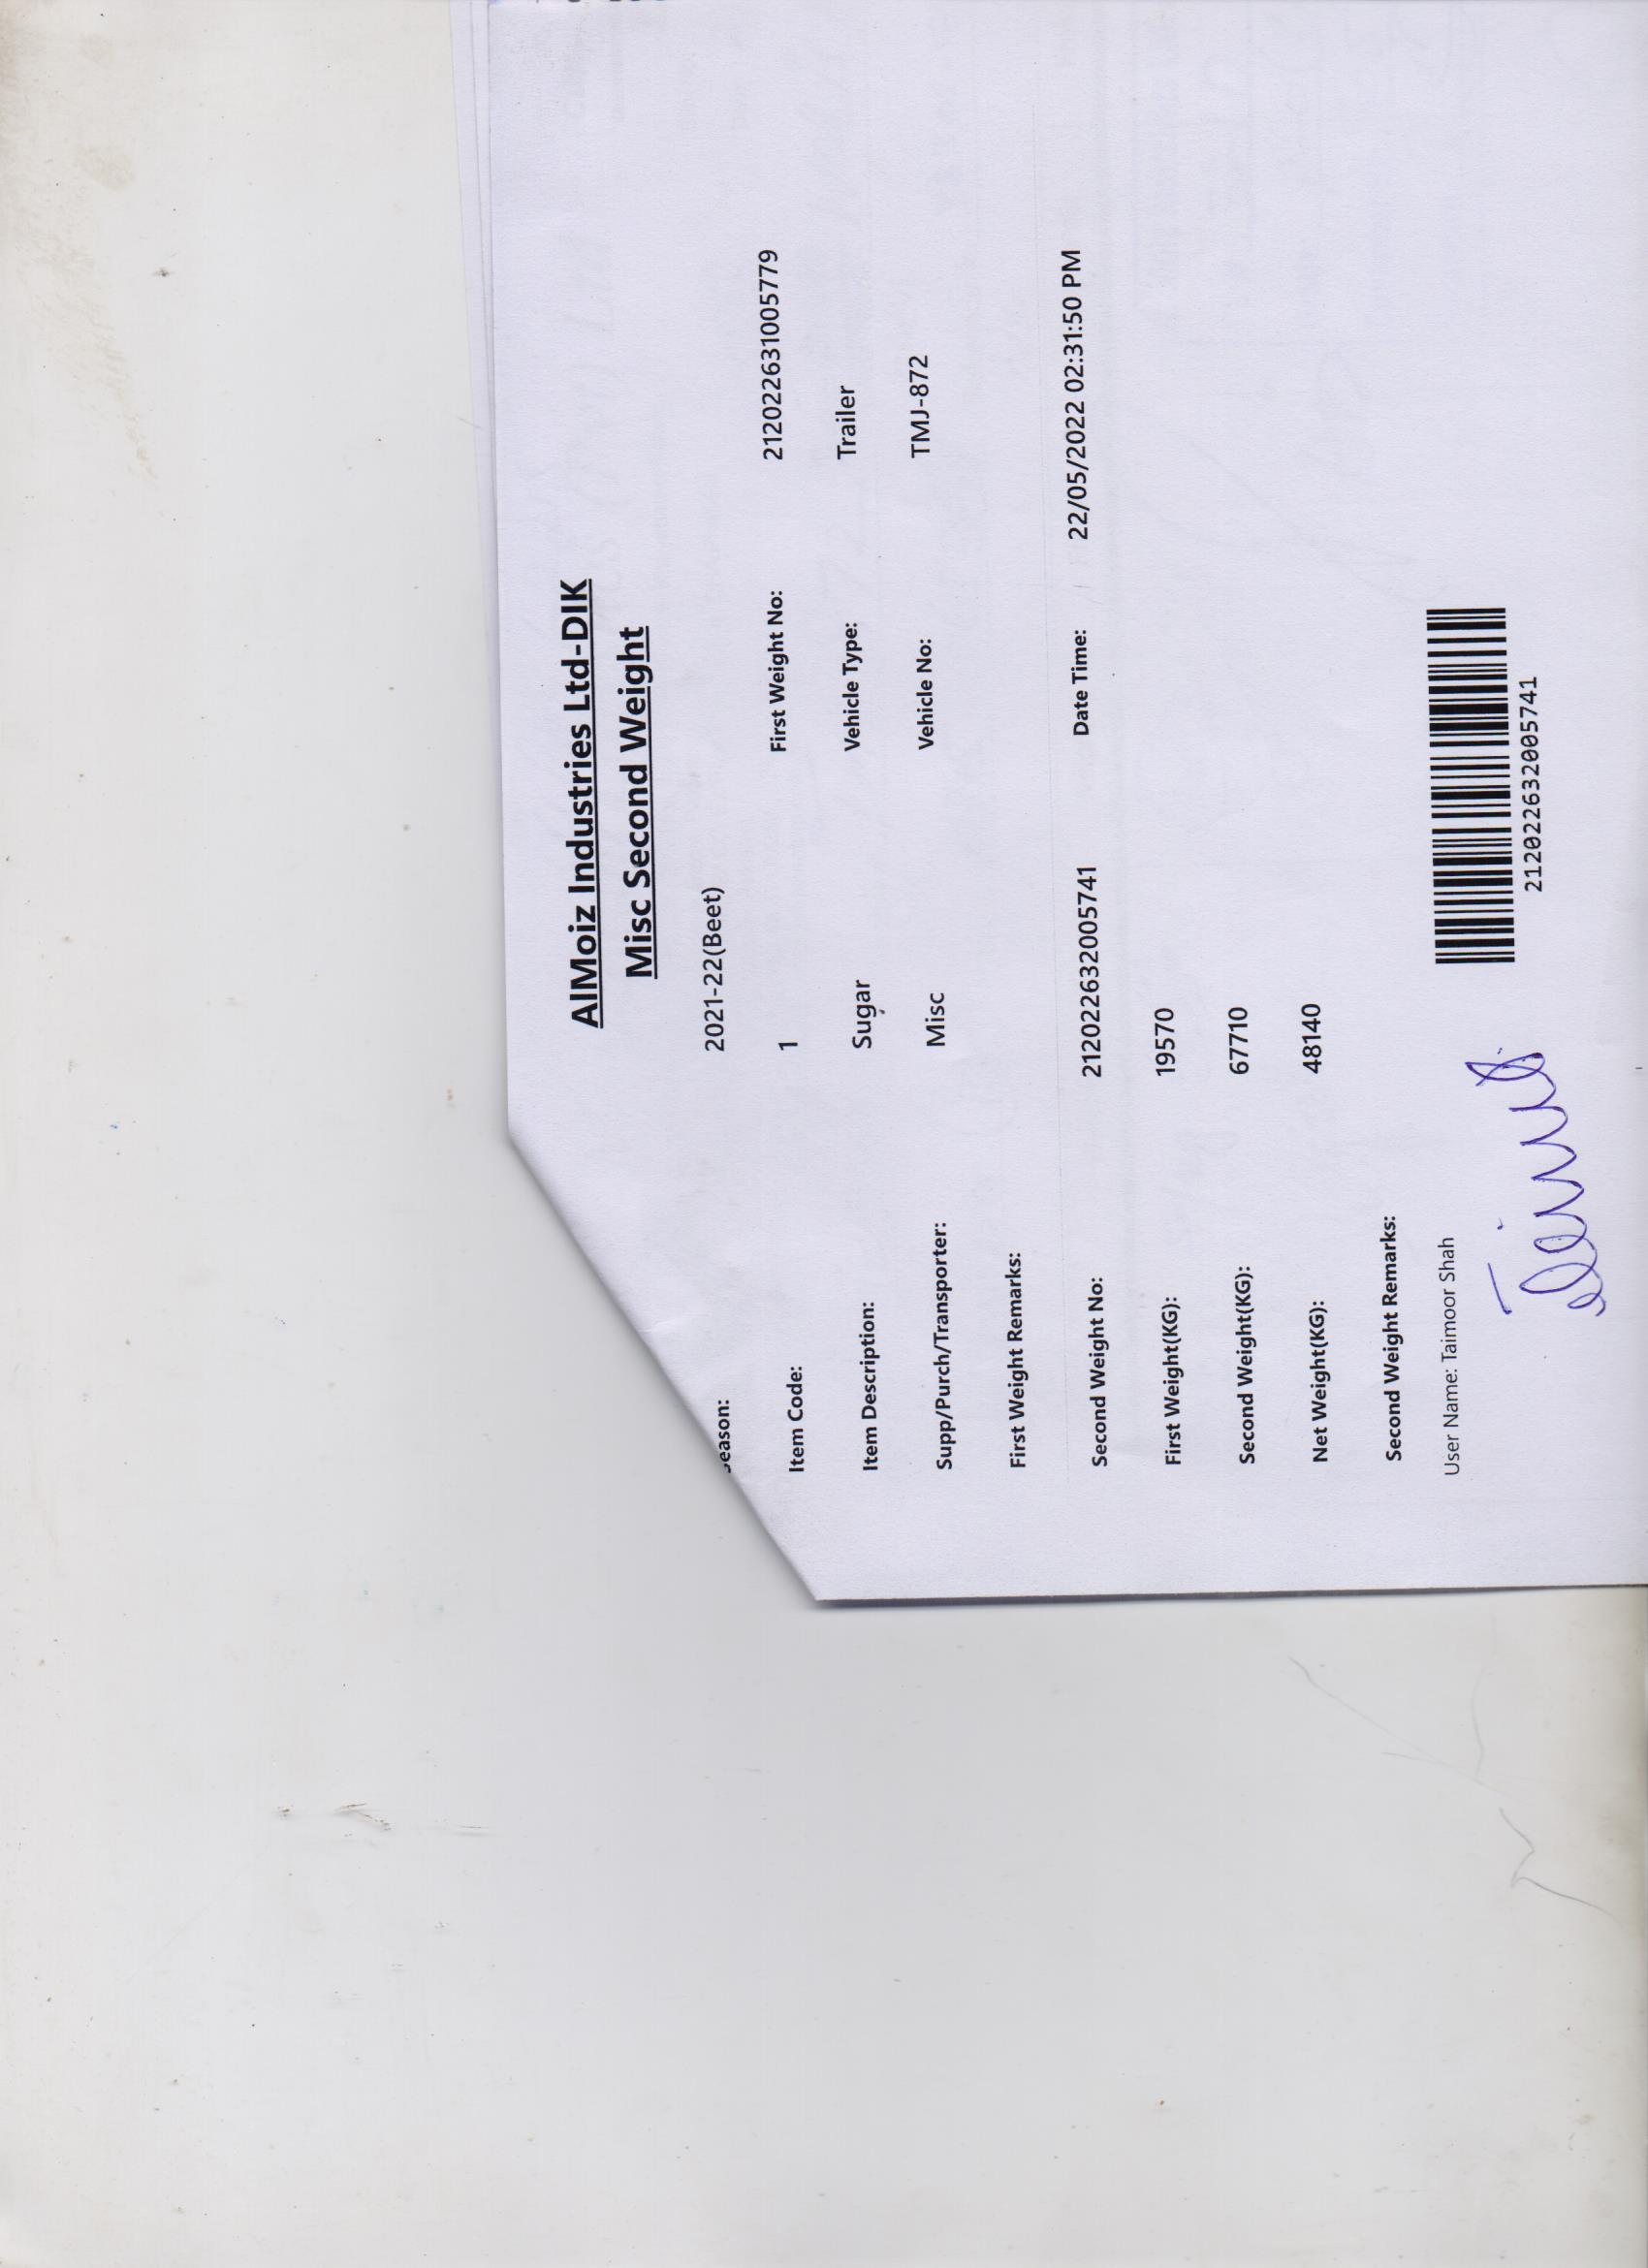 AlMoiz Industries Ltd-DIK
Misc Second Weight
eason: 2021-22(Beet)
Item Code: 1 First Weight No: 212022631005779
Item Description: Sugar Vehicle Type: Trailer
Supp/Purch/Transporter: Misc Vehicle No: TMJ-872
First Weight Remarks:
Second Weight No: 212022632005741 Date Time: 22/05/2022 02:31:50 PM
First Weight(KG): 19570
Second Weight(KG): 67710
Net Weight(KG): 48140
Second Weight Remarks:
User Name: Taimoor Shah
212022632005741